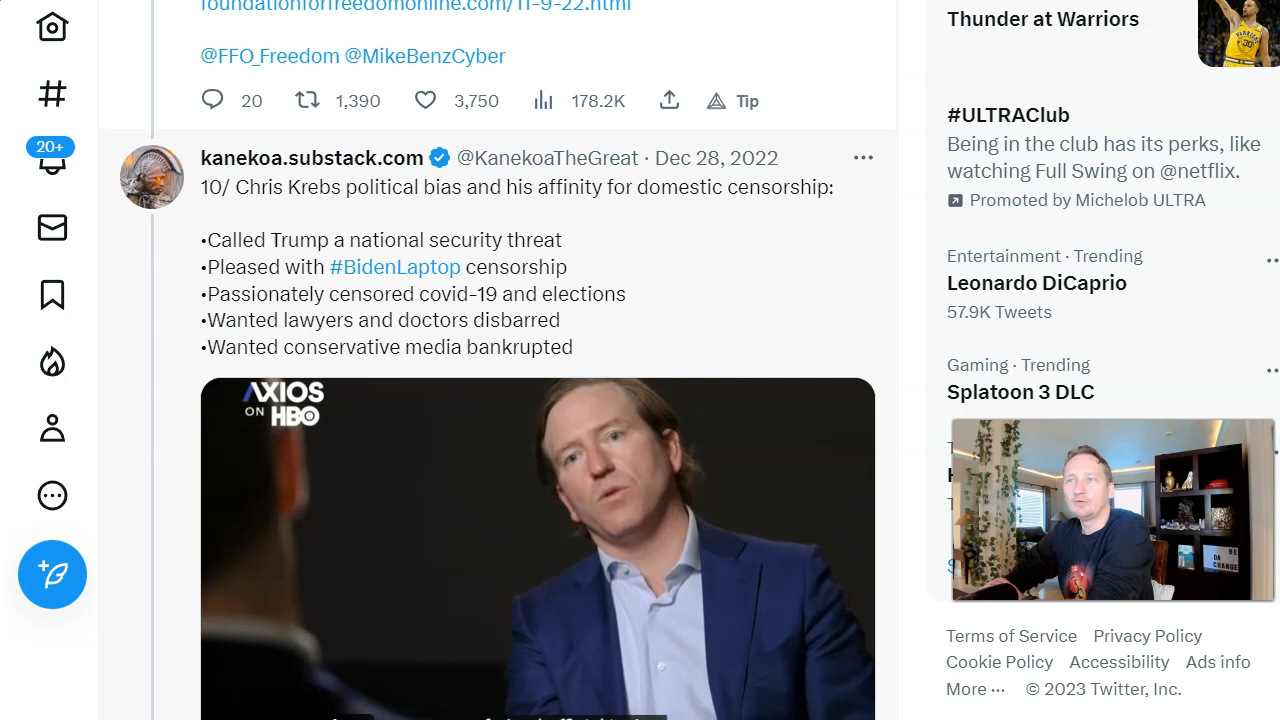 foundationforfreedomonline.com/11-9-22.html
@FFO_Freedom @MikeBenzCyber
20 1,390 3,750 178.2K Tip
20+
kanekoa.substack.com @KanekoaTheGreat · Dec 28, 2022
10/ Chris Krebs political bias and his affinity for domestic censorship:
•Called Trump a national security threat
•Pleased with #BidenLaptop censorship
•Passionately censored covid-19 and elections
•Wanted lawyers and doctors disbarred
•Wanted conservative media bankrupted
AXIOS
ON HBO
Thunder at Warriors
WARRIORS
30
#ULTRAClub
Being in the club has its perks, like
watching Full Swing on @netflix.
Promoted by Michelob ULTRA
Entertainment · Trending
Leonardo DiCaprio
57.9K Tweets
Gaming · Trending
Splatoon 3 DLC
BE
DA
CHANGE
Terms of Service Privacy Policy
Cookie Policy Accessibility Ads info
More ··· © 2023 Twitter, Inc.